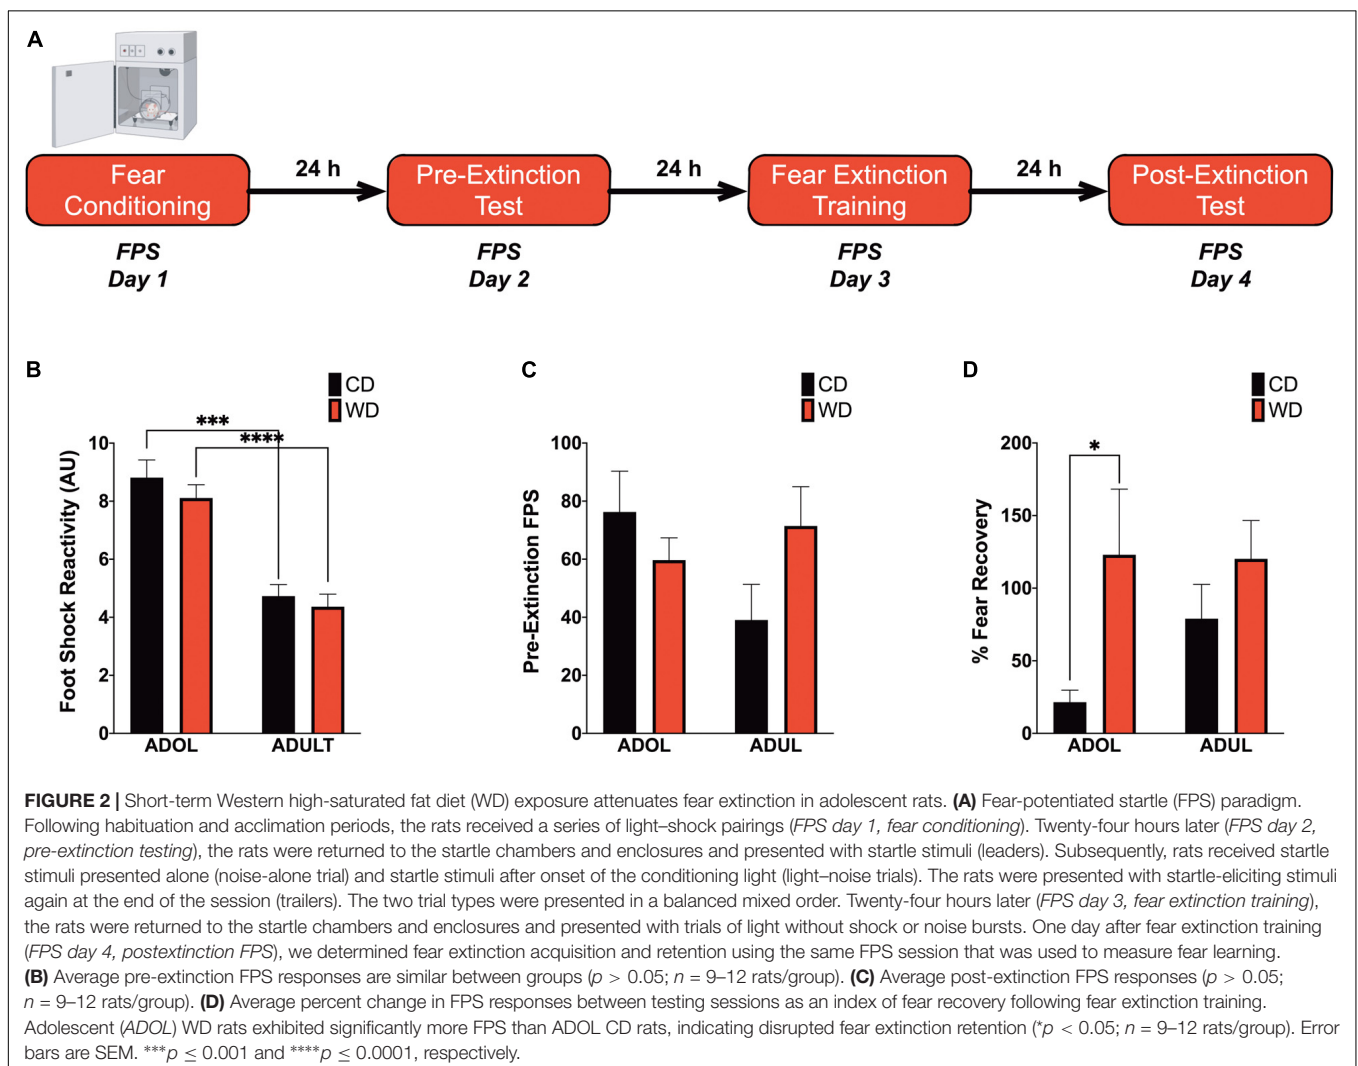 A
Fear
Conditioning
24 h
Pre-Extinction
Test
24 h
Fear Extinction
Training
24 h
Post-Extinction
Test
FPS
Day 1
FPS
Day 2
FPS
Day 3
FPS
Day 4
B
CD
WD
***
****
Foot Shock Reactivity (AU)
10
8
6
4
2
0
ADOL
ADULT
C
CD
WD
Pre-Extinction FPS
100
80
60
40
20
0
ADOL
ADUL
D
CD
WD
*
% Fear Recovery
200
150
100
50
0
ADOL
ADUL
FIGURE 2 | Short-term Western high-saturated fat diet (WD) exposure attenuates fear extinction in adolescent rats. (A) Fear-potentiated startle (FPS) paradigm.
Following habituation and acclimation periods, the rats received a series of light–shock pairings (FPS day 1, fear conditioning). Twenty-four hours later (FPS day 2,
pre-extinction testing), the rats were returned to the startle chambers and enclosures and presented with startle stimuli (leaders). Subsequently, rats received startle
stimuli presented alone (noise-alone trial) and startle stimuli after onset of the conditioning light (light–noise trials). The rats were presented with startle-eliciting stimuli
again at the end of the session (trailers). The two trial types were presented in a balanced mixed order. Twenty-four hours later (FPS day 3, fear extinction training),
the rats were returned to the startle chambers and enclosures and presented with trials of light without shock or noise bursts. One day after fear extinction training
(FPS day 4, postextinction FPS), we determined fear extinction acquisition and retention using the same FPS session that was used to measure fear learning.
(B) Average pre-extinction FPS responses are similar between groups (p > 0.05; n = 9–12 rats/group). (C) Average post-extinction FPS responses (p > 0.05;
n = 9–12 rats/group). (D) Average percent change in FPS responses between testing sessions as an index of fear recovery following fear extinction training.
Adolescent (ADOL) WD rats exhibited significantly more FPS than ADOL CD rats, indicating disrupted fear extinction retention (*p < 0.05; n = 9–12 rats/group). Error
bars are SEM. ***p ≤ 0.001 and ****p ≤ 0.0001, respectively.